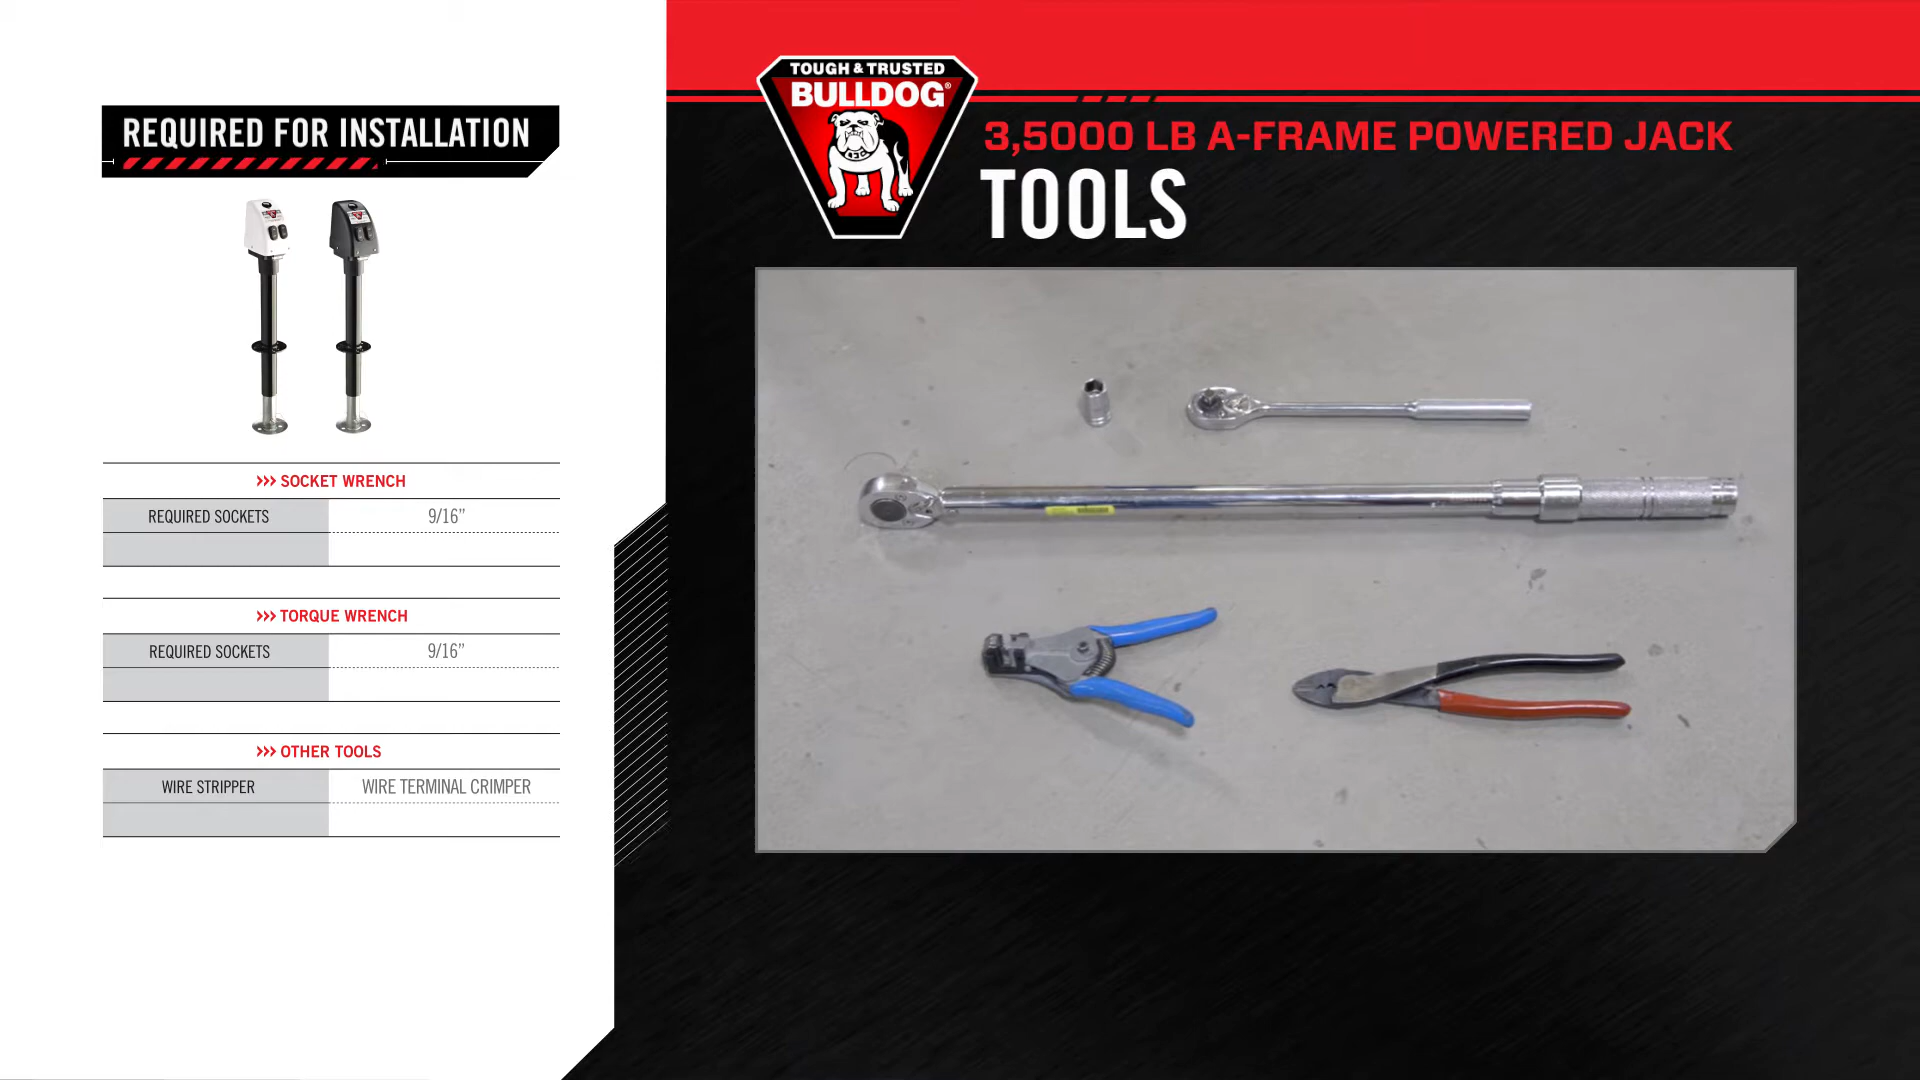 REQUIRED FOR INSTALLATION
>>> SOCKET WRENCH
REQUIRED SOCKETS 9/16”
>>> TORQUE WRENCH
REQUIRED SOCKETS 9/16”
>>> OTHER TOOLS
WIRE STRIPPER WIRE TERMINAL CRIMPER
TOUGH & TRUSTED
BULLDOG®
3,5000 LB A-FRAME POWERED JACK
TOOLS